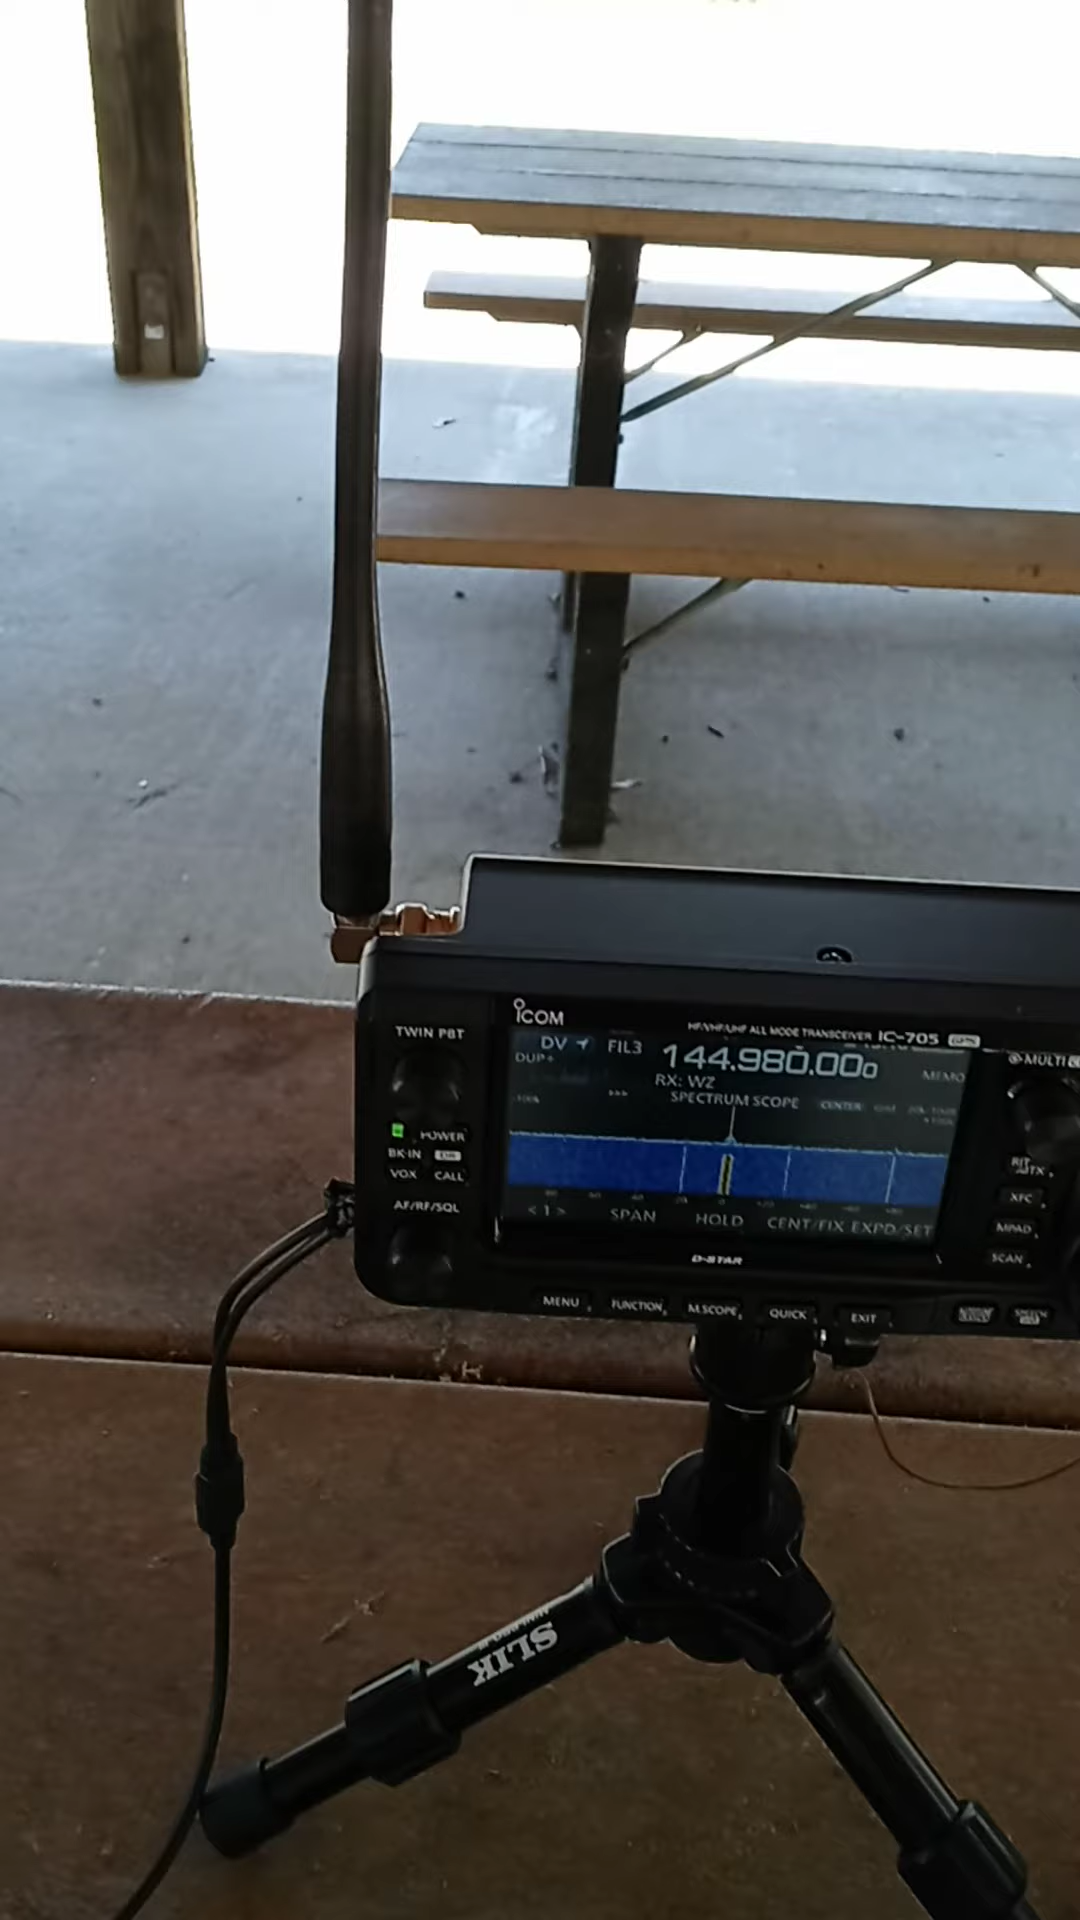 ICOM
HF/VHF/UHF ALL MODE TRANSCEIVER IC-705
TWIN PBT
DV FIL3 144.980.000
DUP+
MEMO
RX: WZ
SPECTRUM SCOPE CENTER
MULTI
POWER
BK-IN
VOX CALL
AF/RF/SQL
< 1 > SPAN HOLD CENT/FIX EXPD/SET
XFC
MPAD
SCAN
D-STAR
MENU FUNCTION M.SCOPE QUICK EXIT
SLIK